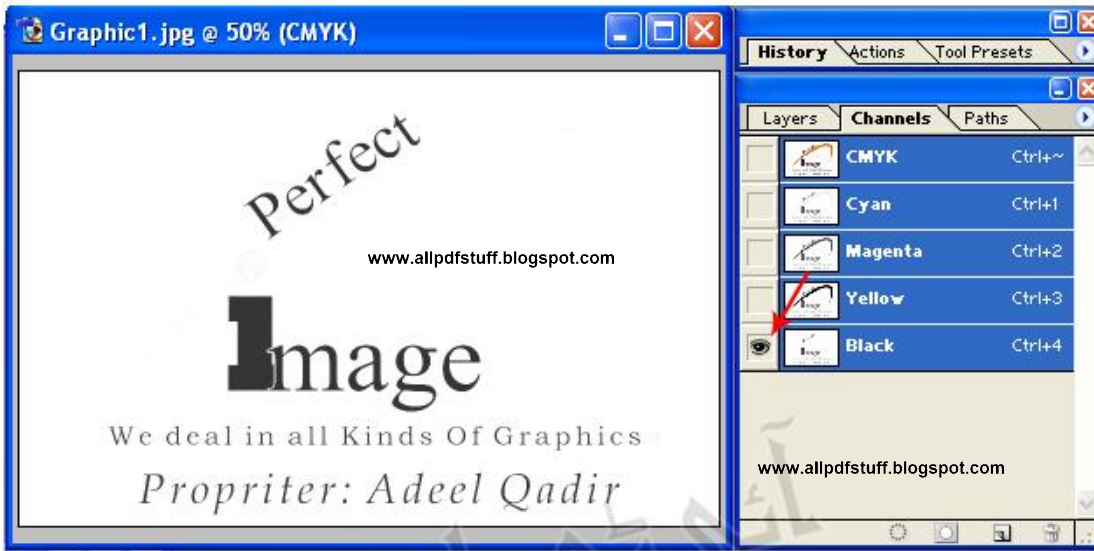 Graphic1.jpg @ 50% (CMYK)
Perfect
www.allpdfstuff.blogspot.com
Image
We deal in all Kinds Of Graphics
Propriter: Adeel Qadir
History Actions Tool Presets
Layers Channels Paths
CMYK Ctrl+~
Cyan Ctrl+1
Magenta Ctrl+2
Yellow Ctrl+3
Black Ctrl+4
www.allpdfstuff.blogspot.com